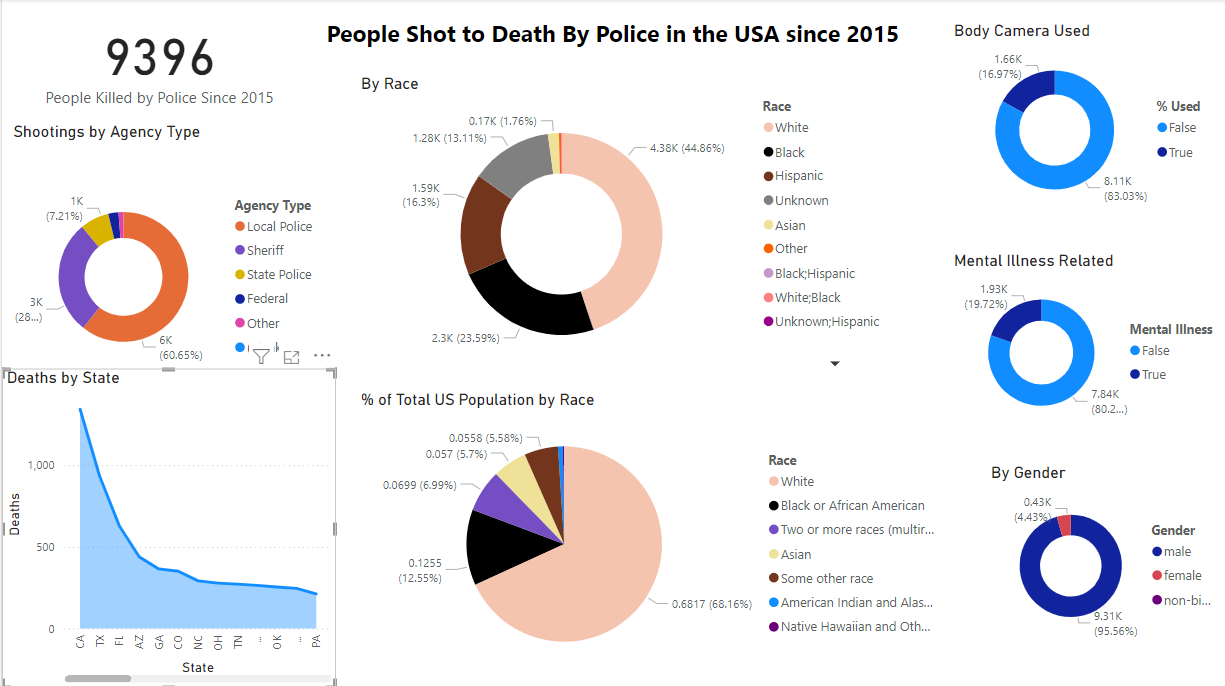 People Shot to Death By Police in the USA since 2015
9396
People Killed by Police Since 2015
Shootings by Agency Type
1K
(7.21%)
3K
(28...)
6K
(60.65%)
Agency Type
Local Police
Sheriff
State Police
Federal
Other
Deaths by State
Deaths
1,000
500
0
CA
TX
FL
AZ
GA
CO
NC
OH
TN
...
OK
...
PA
State
By Race
0.17K (1.76%)
1.28K (13.11%)
1.59K
(16.3%)
2.3K (23.59%)
4.38K (44.86%)
Race
White
Black
Hispanic
Unknown
Asian
Other
Black;Hispanic
White;Black
Unknown;Hispanic
% of Total US Population by Race
0.0558 (5.58%)
0.057 (5.7%)
0.0699 (6.99%)
0.1255
(12.55%)
0.6817 (68.16%)
Race
White
Black or African American
Two or more races (multir...
Asian
Some other race
American Indian and Alas...
Native Hawaiian and Oth...
Body Camera Used
1.66K
(16.97%)
8.11K
(83.03%)
% Used
False
True
Mental Illness Related
1.93K
(19.72%)
7.84K
(80.2...)
Mental Illness
False
True
By Gender
0.43K
(4.43%)
9.31K
(95.56%)
Gender
male
female
non-bi...